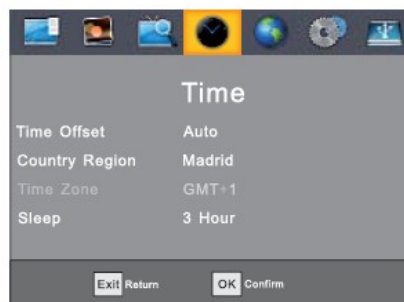 Time
Time Offset Auto
Country Region Madrid
Time Zone GMT+1
Sleep 3 Hour
Exit Return OK Confirm